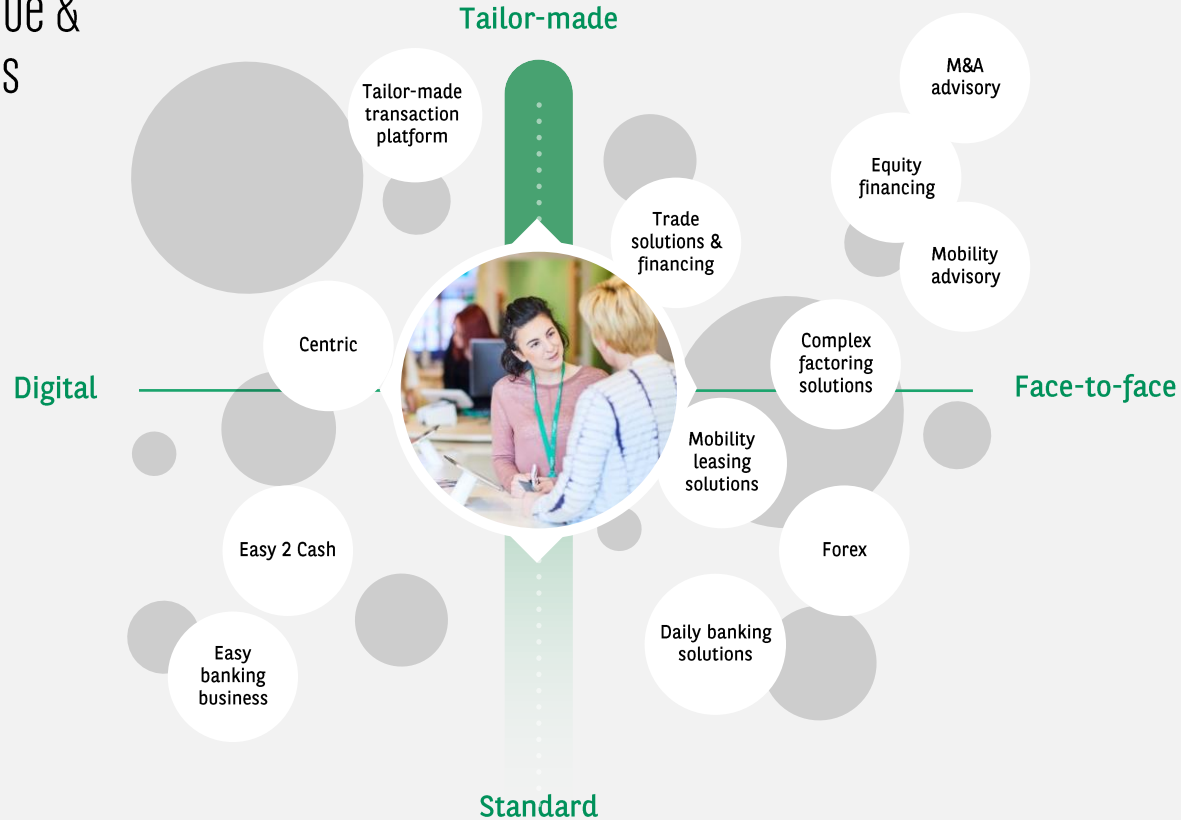 &
s
Tailor-made
M&A
advisory
Tailor-made
transaction
platform
Equity
financing
Trade
solutions &
financing
Mobility
advisory
Centric
Complex
factoring
solutions
Digital
Face-to-face
Mobility
leasing
solutions
Easy 2 Cash
Forex
Daily banking
solutions
Easy
banking
business
Standard